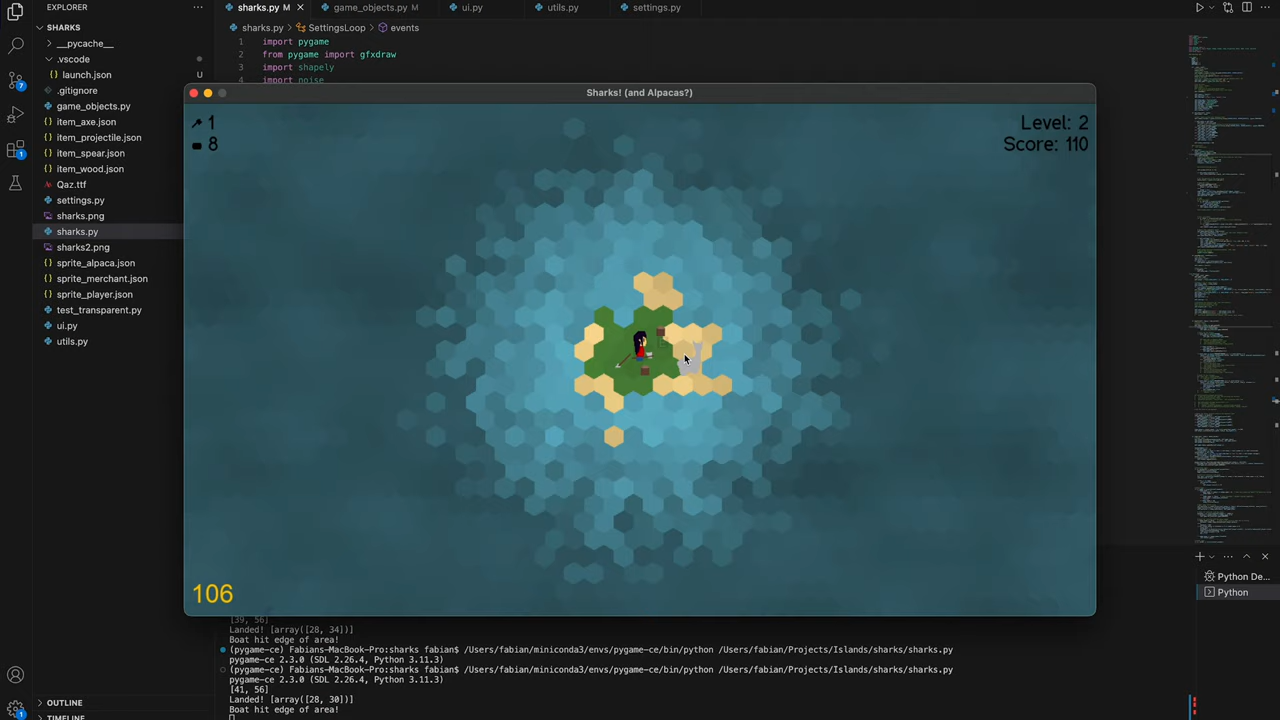 EXPLORER
SHARKS
__pycache__
.vscode
launch.json
U
.gitignore
game_objects.py
item_axe.json
item_projectile.json
item_spear.json
item_wood.json
Qaz.ttf
settings.py
sharks.png
sharks.py
sharks2.png
sprite_alpaca.json
sprite_merchant.json
sprite_player.json
test_transparent.py
ui.py
utils.py
OUTLINE
TIMELINE
7
1
1
sharks.py M
game_objects.py M
ui.py
utils.py
settings.py
sharks.py > SettingsLoop > events
1 import pygame
2 from pygame import gfxdraw
3 import shapely
4 import noise
Sharks! (and Alpacas?)
1
8
Level: 2
Score: 110
106
[39, 56]
Landed! [array([28, 34])]
Boat hit edge of area!
(pygame-ce) Fabians-MacBook-Pro:sharks fabian$ /Users/fabian/miniconda3/envs/pygame-ce/bin/python /Users/fabian/Projects/Islands/sharks/sharks.py
pygame-ce 2.3.0 (SDL 2.26.4, Python 3.11.3)
(pygame-ce) Fabians-MacBook-Pro:sharks fabian$ /Users/fabian/miniconda3/envs/pygame-ce/bin/python /Users/fabian/Projects/Islands/sharks/sharks.py
pygame-ce 2.3.0 (SDL 2.26.4, Python 3.11.3)
[41, 56]
Landed! [array([28, 30])]
Boat hit edge of area!
Python De...
Python